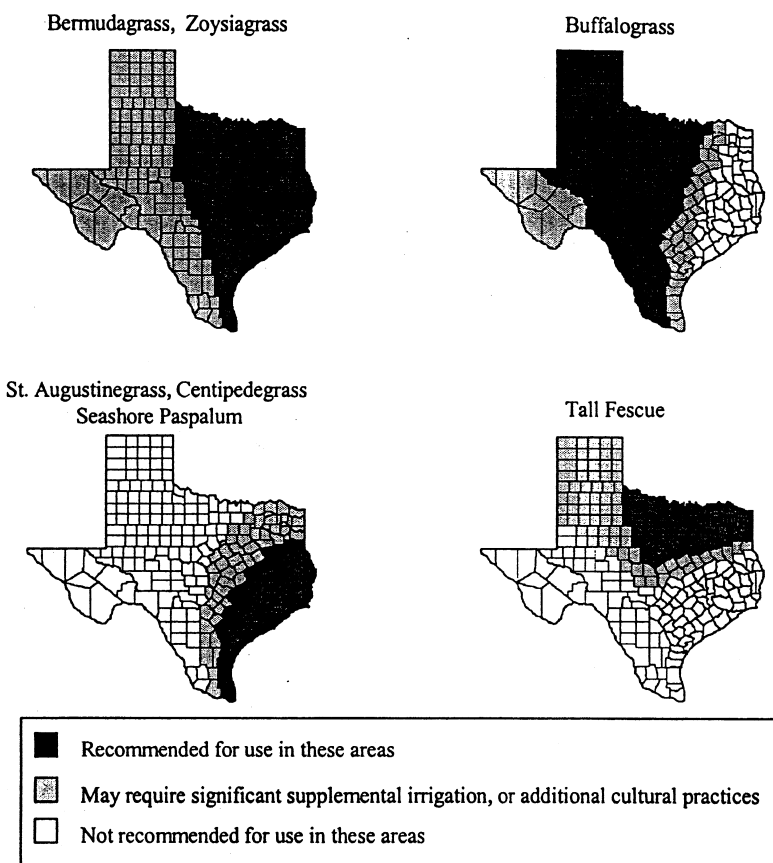 Bermudagrass, Zoysiagrass
Buffalograss
St. Augustinegrass, Centipedegrass
Seashore Paspalum
Tall Fescue
Recommended for use in these areas
May require significant supplemental irrigation, or additional cultural practices
Not recommended for use in these areas